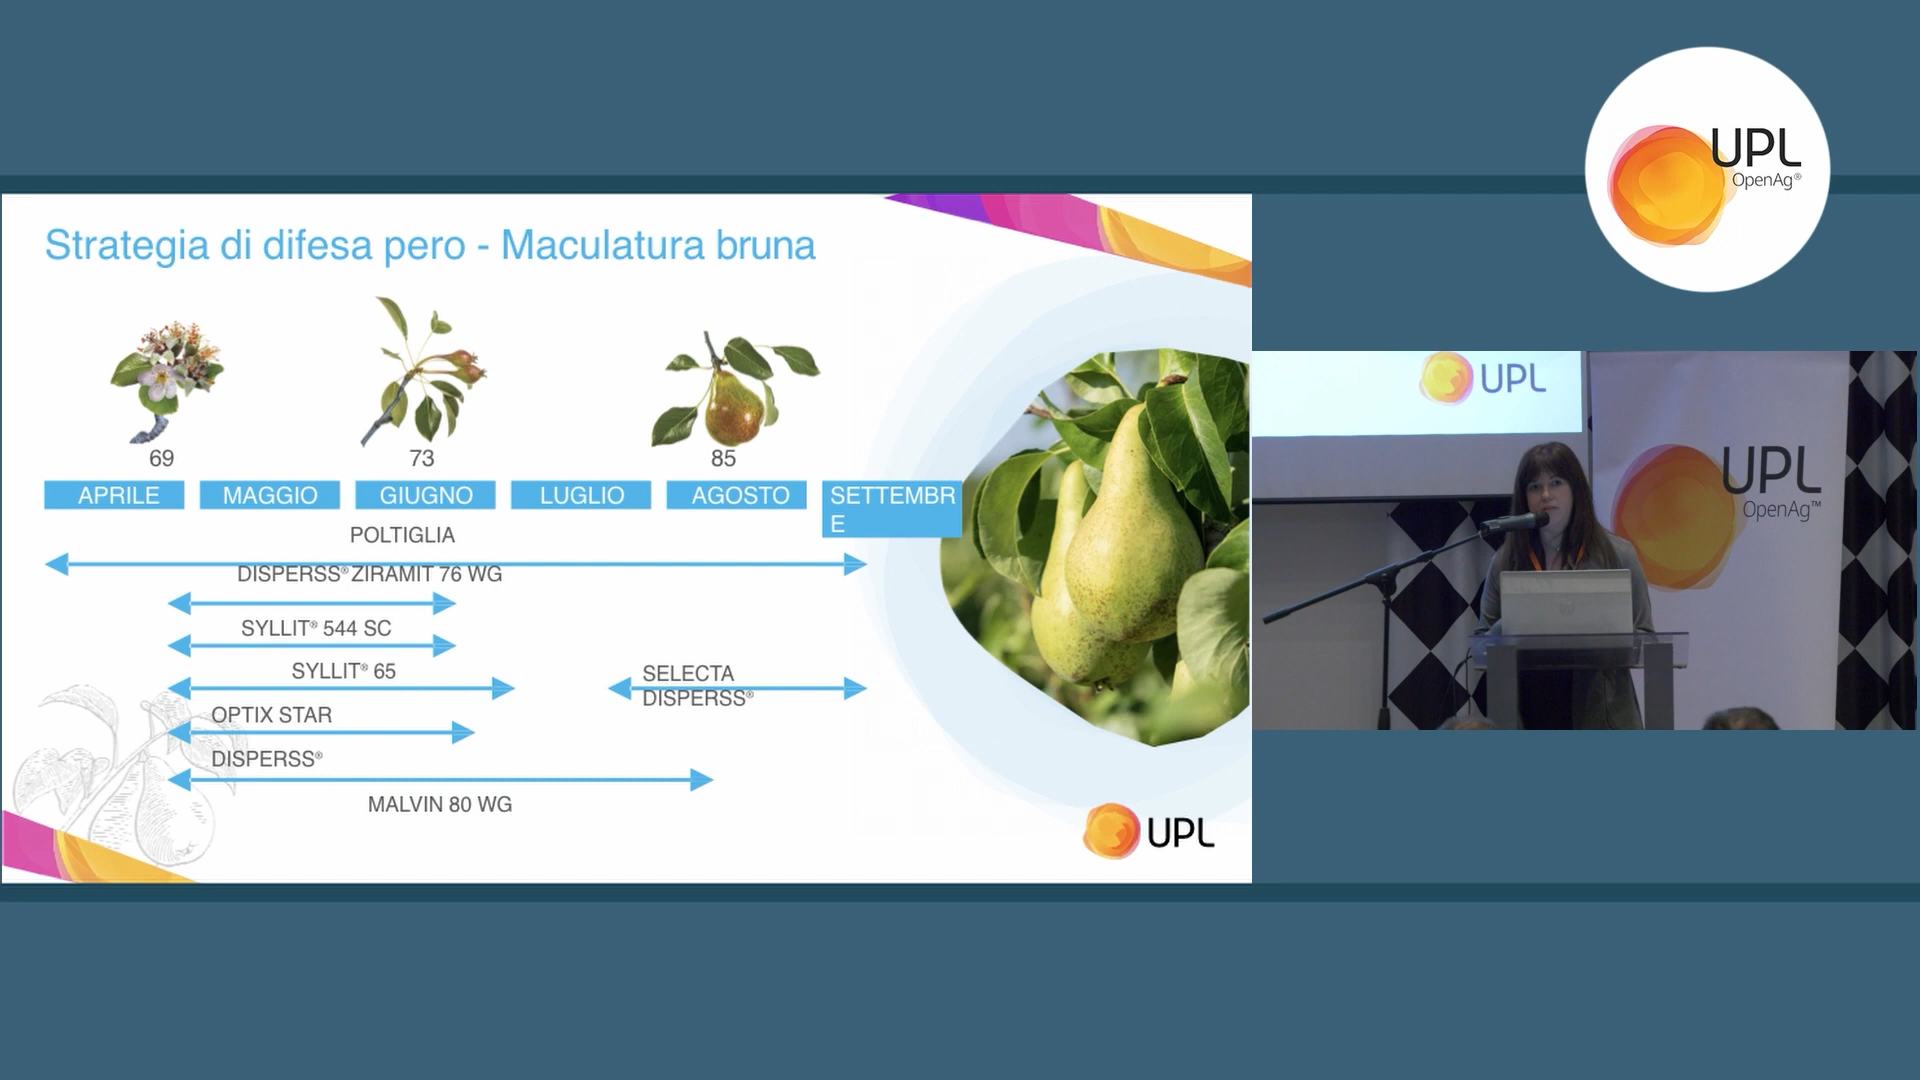 UPL
OpenAg®
Strategia di difesa pero - Maculatura bruna
69
73
85
APRILE
MAGGIO
GIUGNO
LUGLIO
AGOSTO
SETTEMBR
E
POLTIGLIA
DISPERSS® ZIRAMIT 76 WG
SYLLIT® 544 SC
SYLLIT® 65
SELECTA
DISPERSS®
OPTIX STAR
DISPERSS®
MALVIN 80 WG
UPL
UPL
UPL
OpenAg™